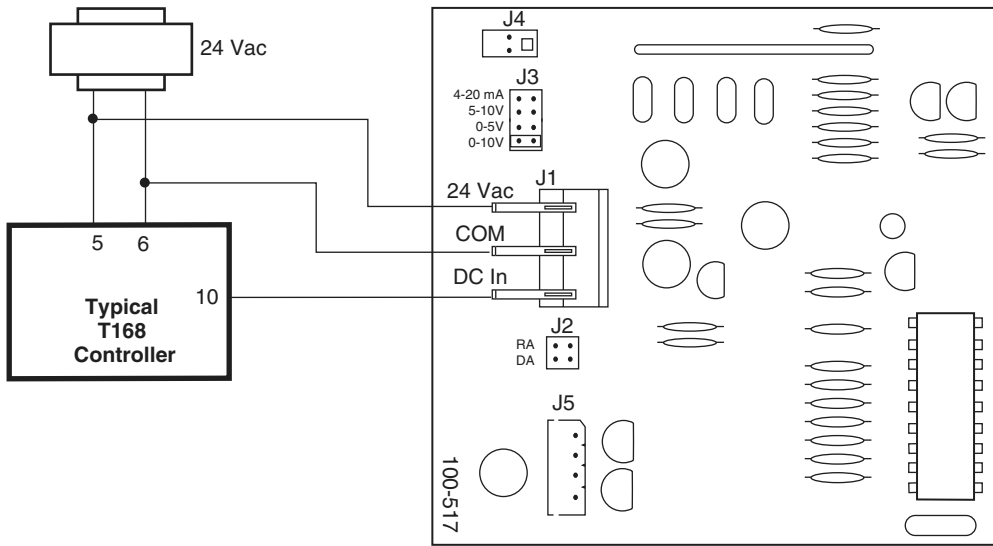 24 Vac
J4
J3
4-20 mA
5-10V
0-5V
0-10V
J1
24 Vac
COM
DC In
5 6
10
Typical
T168
Controller
J2
RA
DA
J5
100-517